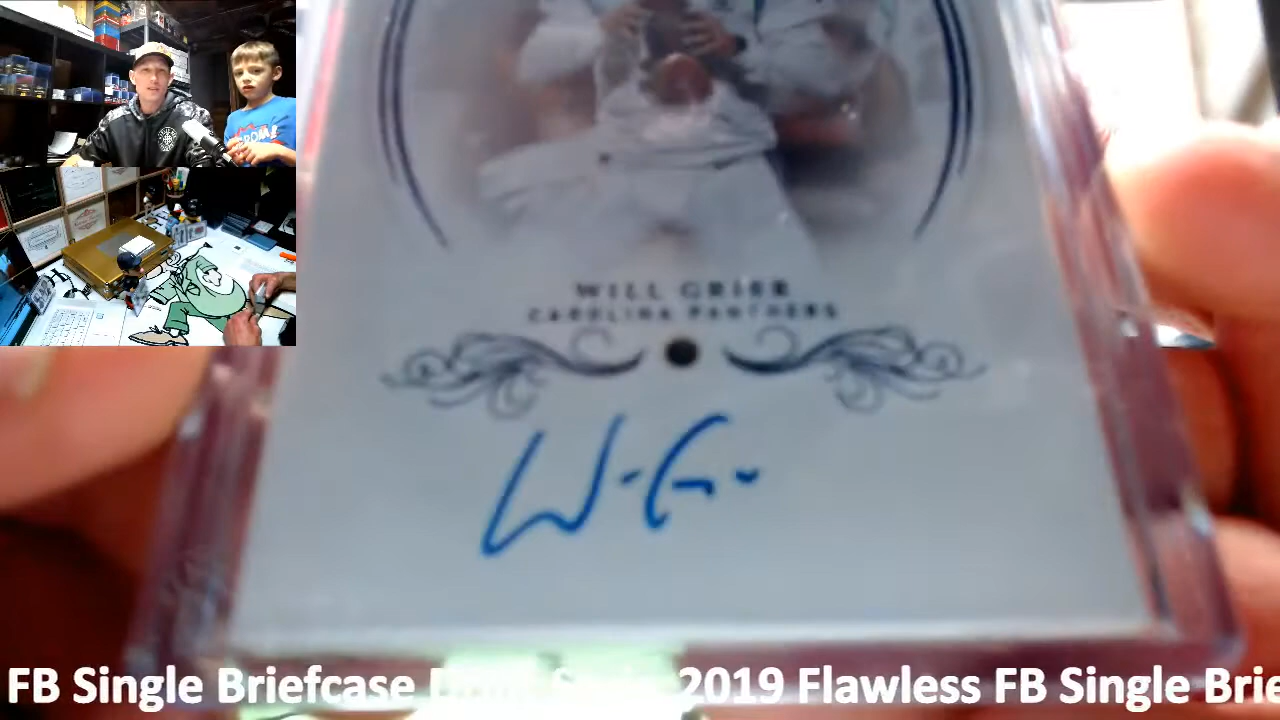 WILL GRIER
CAROLINA PANTHERS
FB Single Briefcase 2019 Flawless FB Single Brie